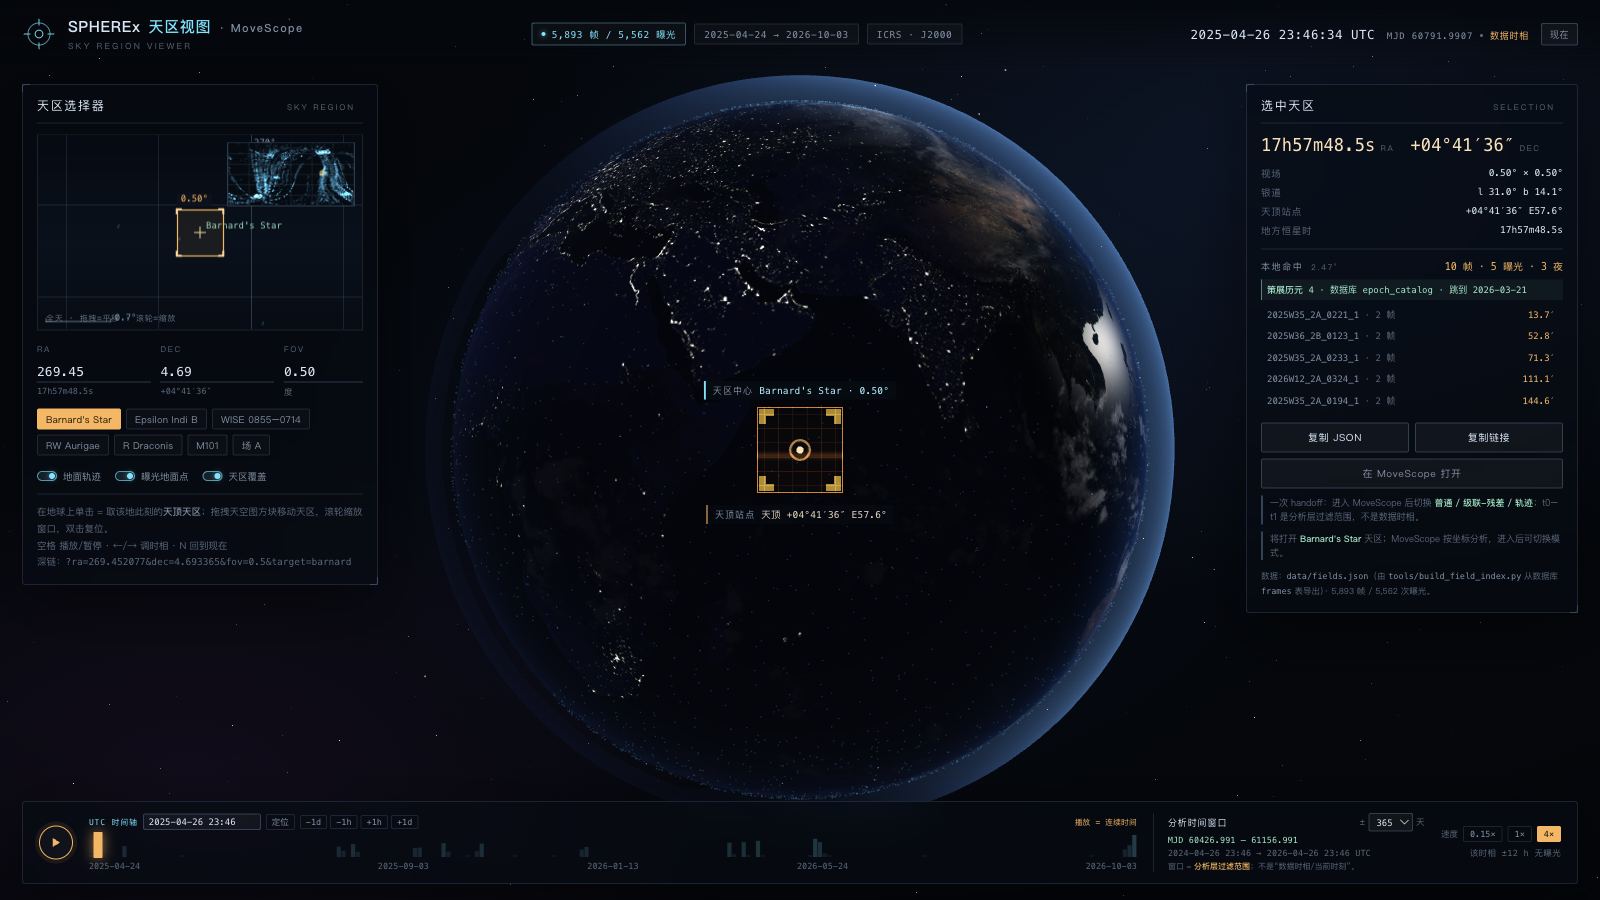 SPHEREx 天区视图 · MoveScope
SKY REGION VIEWER
5,893 帧 / 5,562 曝光
2025-04-24 → 2026-10-03
ICRS · J2000
2025-04-26 23:46:34 UTC MJD 60791.9907 • 数据时相
现在
天区选择器
SKY REGION
270°
0.50°
Barnard's Star
0.7°
滚轮=缩放
RA
DEC
FOV
269.45
4.69
0.50
17h57m48.5s
+04°41′36″
度
Barnard's Star
Epsilon Indi B
WISE 0855−0714
RW Aurigae
R Draconis
M101
场 A
地面轨迹
曝光地面点
天区覆盖
在地球上单击 = 取该地此刻的天顶天区；拖拽天空图方块移动天区，滚轮缩放
窗口，双击复位。
空格 播放/暂停 · ←/→ 调时相 · N 回到现在
深链: ?ra=269.452077&dec=4.693365&fov=0.5&target=barnard
天区中心 Barnard's Star · 0.50°
天顶站点 天顶 +04°41′36″ E57.6°
选中天区
SELECTION
17h57m48.5s RA +04°41′36″ DEC
视场
0.50° × 0.50°
银道
l 31.0° b 14.1°
天顶站点
+04°41′36″ E57.6°
地方恒星时
17h57m48.5s
本地命中 2.47°
10 帧 · 5 曝光 · 3 夜
策展历元 4 · 数据库 epoch_catalog · 跳到 2026-03-21
2025W35_2A_0221_1 · 2 帧 13.7′
2025W36_2B_0123_1 · 2 帧 52.8′
2025W35_2A_0233_1 · 2 帧 71.3′
2026W12_2A_0324_1 · 2 帧 111.1′
2025W35_2A_0194_1 · 2 帧 144.6′
复制 JSON
复制链接
在 MoveScope 打开
一次 handoff：进入 MoveScope 后切换 普通 / 级联−残差 / 轨迹；t0–
t1 是分析层过滤范围，不是数据时相。
将打开 Barnard's Star 天区；MoveScope 按坐标分析，进入后可切换模
式。
数据: data/fields.json (由 tools/build_field_index.py 从数据库
frames 表导出) · 5,893 帧 / 5,562 次曝光。
UTC 时间轴
2025-04-26 23:46
定位
−1d
−1h
+1h
+1d
播放 = 连续时间
2025-04-24
2025-09-03
2026-01-13
2026-05-24
2026-10-03
分析时间窗口
± 365 天
MJD 60426.991 – 61156.991
2024-04-26 23:46 → 2026-04-26 23:46 UTC
窗口 = 分析层过滤范围；不是"数据时相/当前时刻"。
速度 0.15× 1× 4×
该时相 ±12 h 无曝光